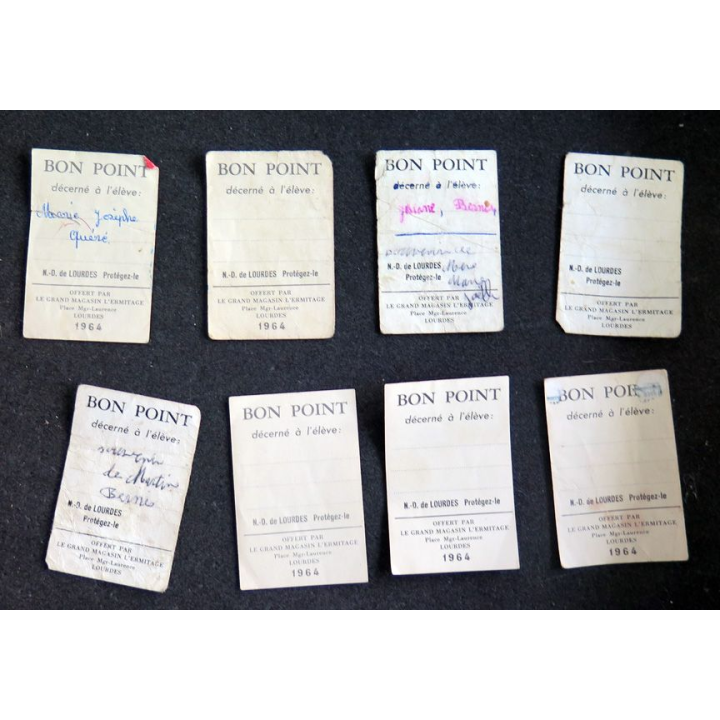 BON POINT
décerné à l'élève:
Marie Josèphe
Quéré
N.-D. de LOURDES Protégez-le
OFFERT PAR
LE GRAND MAGASIN L'ERMITAGE
Place Mgr-Laurence
LOURDES
1964
BON POINT
décerné à l'élève:
N.-D. de LOURDES Protégez-le
OFFERT PAR
LE GRAND MAGASIN L'ERMITAGE
Place Mgr-Laurence
LOURDES
1964
BON POINT
décerné à l'élève:
N.-D. de LOURDES
Protégez-le
OFFERT PAR
LE GRAND MAGASIN L'ERMITAGE
Place Mgr-Laurence
LOURDES
BON POINT
décerné à l'élève:
N.-D. de LOURDES
Protégez-le
OFFERT PAR
LE GRAND MAGASIN L'ERMITAGE
Place Mgr-Laurence
LOURDES
BON POINT
décerné à l'élève:
de Martin
N.-D. de LOURDES
Protégez-le
OFFERT PAR
LE GRAND MAGASIN L'ERMITAGE
Place Mgr-Laurence
LOURDES
BON POINT
décerné à l'élève:
N.-D. de LOURDES Protégez-le
OFFERT PAR
LE GRAND MAGASIN L'ERMITAGE
Place Mgr-Laurence
LOURDES
1964
BON POINT
décerné à l'élève:
N.-D. de LOURDES Protégez-le
OFFERT PAR
LE GRAND MAGASIN L'ERMITAGE
Place Mgr-Laurence
LOURDES
1964
BON POI
décerné à l'élève:
N.-D. de LOURDES Protégez-le
OFFERT PAR
LE GRAND MAGASIN L'ERMITAGE
Place Mgr-Laurence
LOURDES
1964